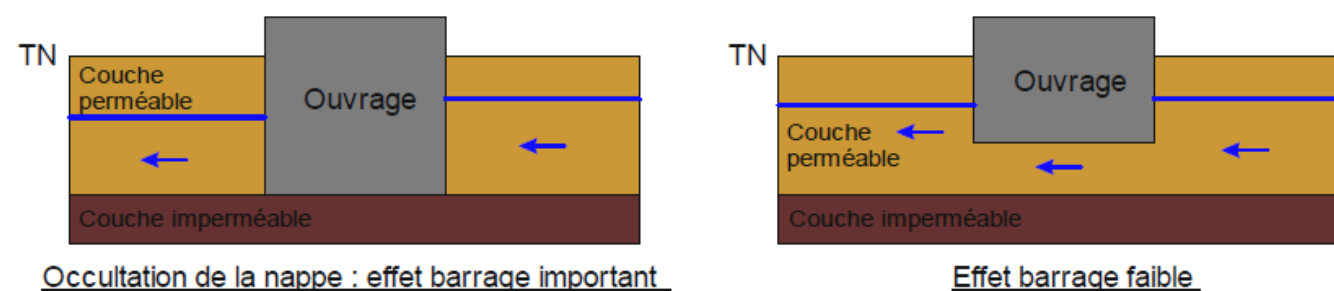 TN
Couche
perméable
Ouvrage
Couche imperméable
Occultation de la nappe : effet barrage important
TN
Ouvrage
Couche
perméable
Couche imperméable
Effet barrage faible